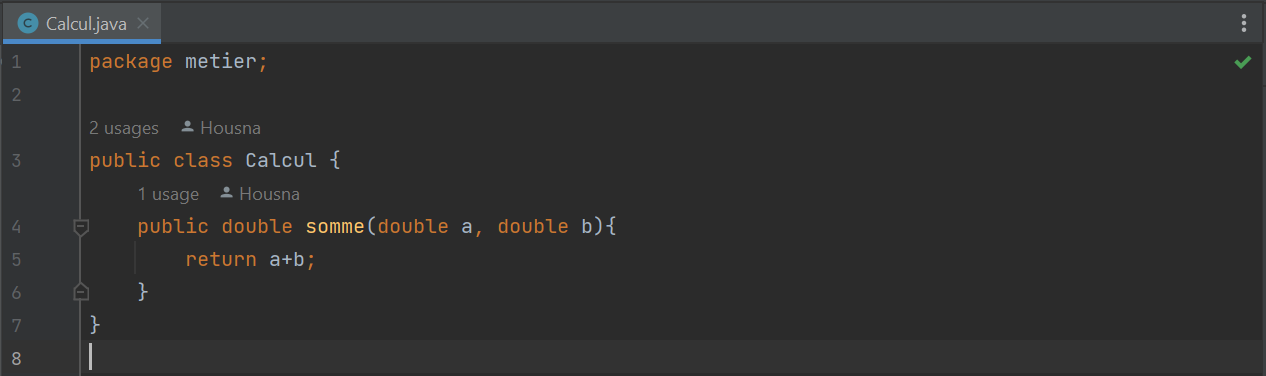 C Calcul.java
1 package metier;
2
2 usages Housna
3 public class Calcul {
1 usage Housna
4 public double somme(double a, double b){
5 return a+b;
6 }
7 }
8